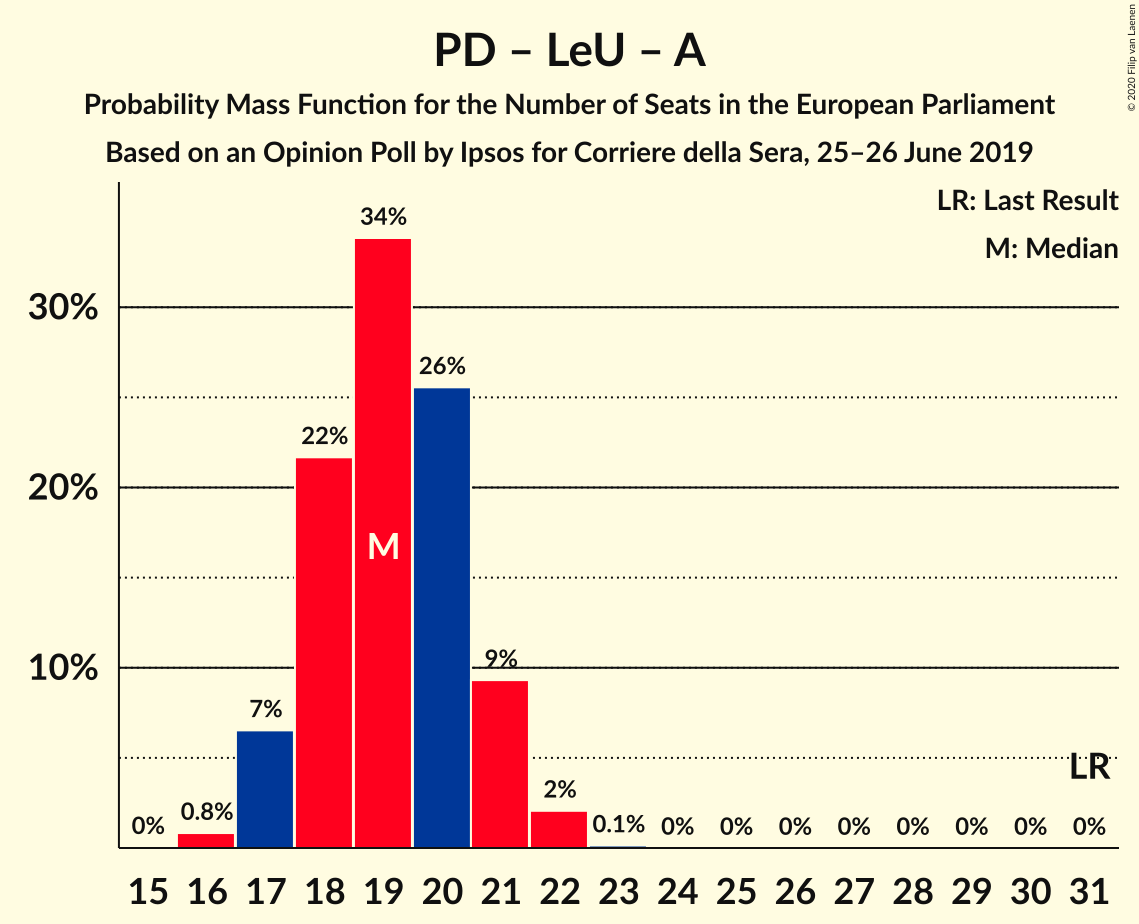 PD – LeU – A
Probability Mass Function for the Number of Seats in the European Parliament
Based on an Opinion Poll by Ipsos for Corriere della Sera, 25–26 June 2019
© 2020 Filip van Laenen
LR: Last Result
M: Median
34%
30%
26%
22%
20%
M
10%
9%
7%
LR
2%
0% 0.8% 0.1% 0% 0% 0% 0% 0% 0% 0% 0%
15 16 17 18 19 20 21 22 23 24 25 26 27 28 29 30 31